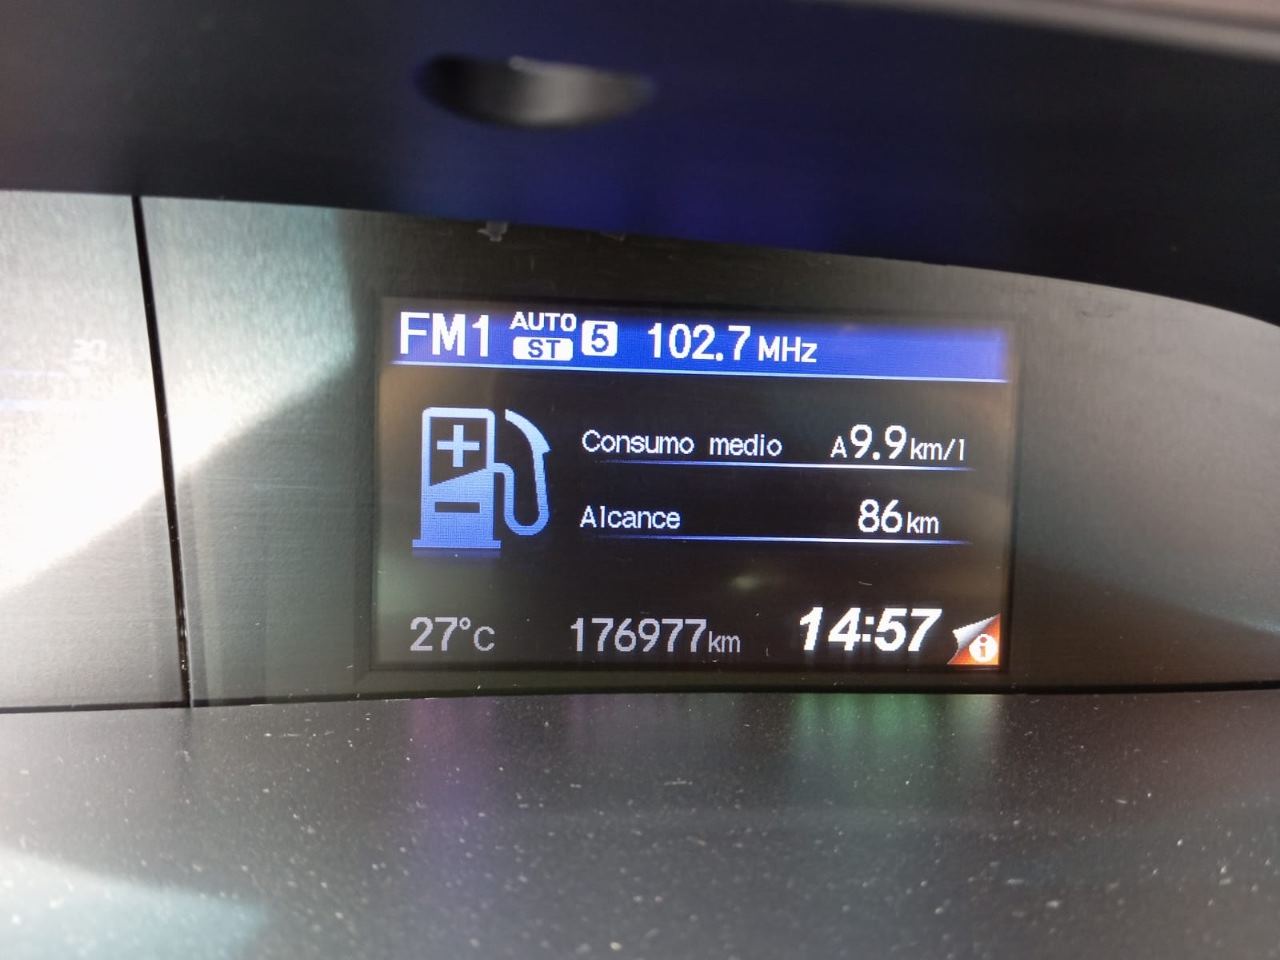 FM1 AUTO ST 5 102.7 MHz
Consumo medio A9.9 km/l
Alcance 86 km
27°C 176977 km 14:57 i
30